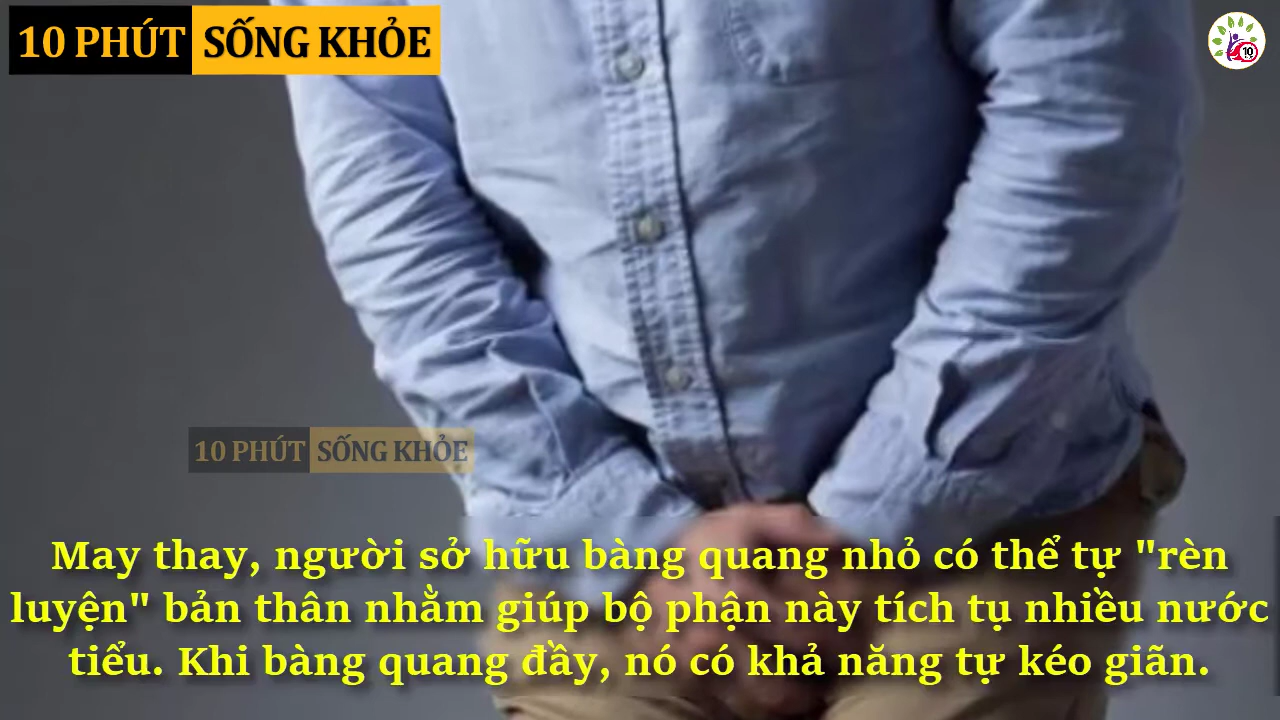 10 PHÚT SỐNG KHỎE
10
10 PHÚT SỐNG KHỎE
May thay, người sở hữu bàng quang nhỏ có thể tự "rèn
luyện" bản thân nhằm giúp bộ phận này tích tụ nhiều nước
tiểu. Khi bàng quang đầy, nó có khả năng tự kéo giãn.